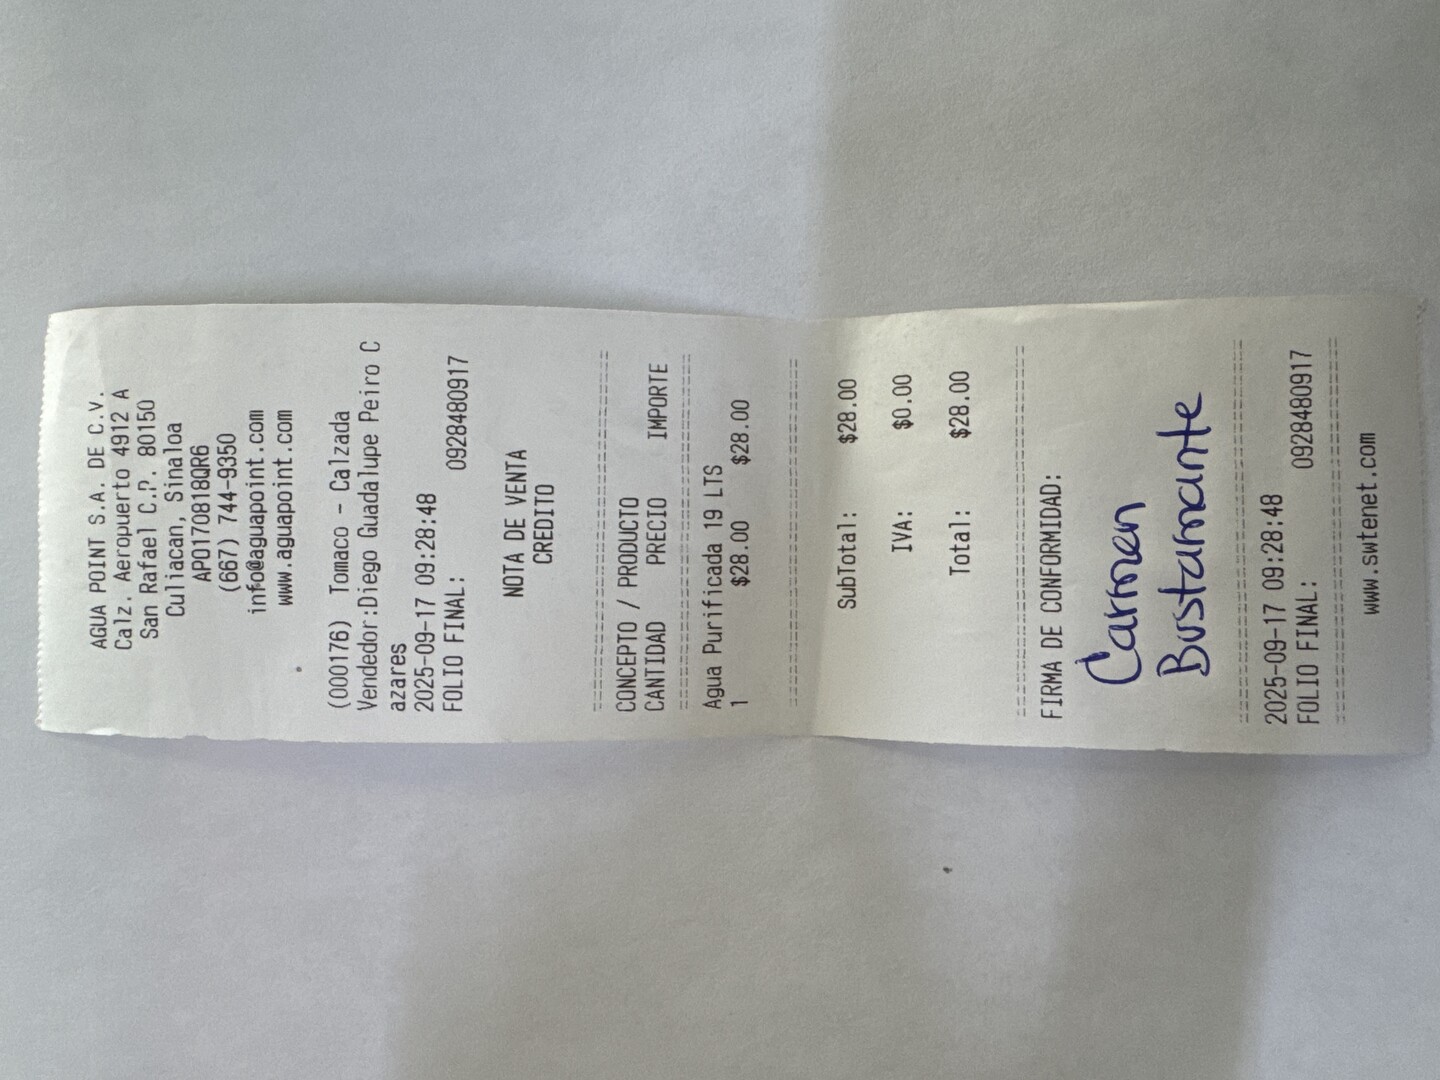 AGUA POINT S.A. DE C.V.
Calz. Aeropuerto 4912 A
San Rafael C.P. 80150
Culiacan, Sinaloa
APO170818QR6
(667) 744-9350
info@aguapoint.com
www.aguapoint.com
(000176) Tomaco - Calzada
Vendedor:Diego Guadalupe Peiro C
azares
2025-09-17 09:28:48
FOLIO FINAL: 0928480917
NOTA DE VENTA
CREDITO
CONCEPTO / PRODUCTO
CANTIDAD PRECIO IMPORTE
Agua Purificada 19 LTS
1 $28.00 $28.00
SubTotal: $28.00
IVA: $0.00
Total: $28.00
FIRMA DE CONFORMIDAD:
Carmen
Bustamante
2025-09-17 09:28:48
FOLIO FINAL: 0928480917
www.swtenet.com